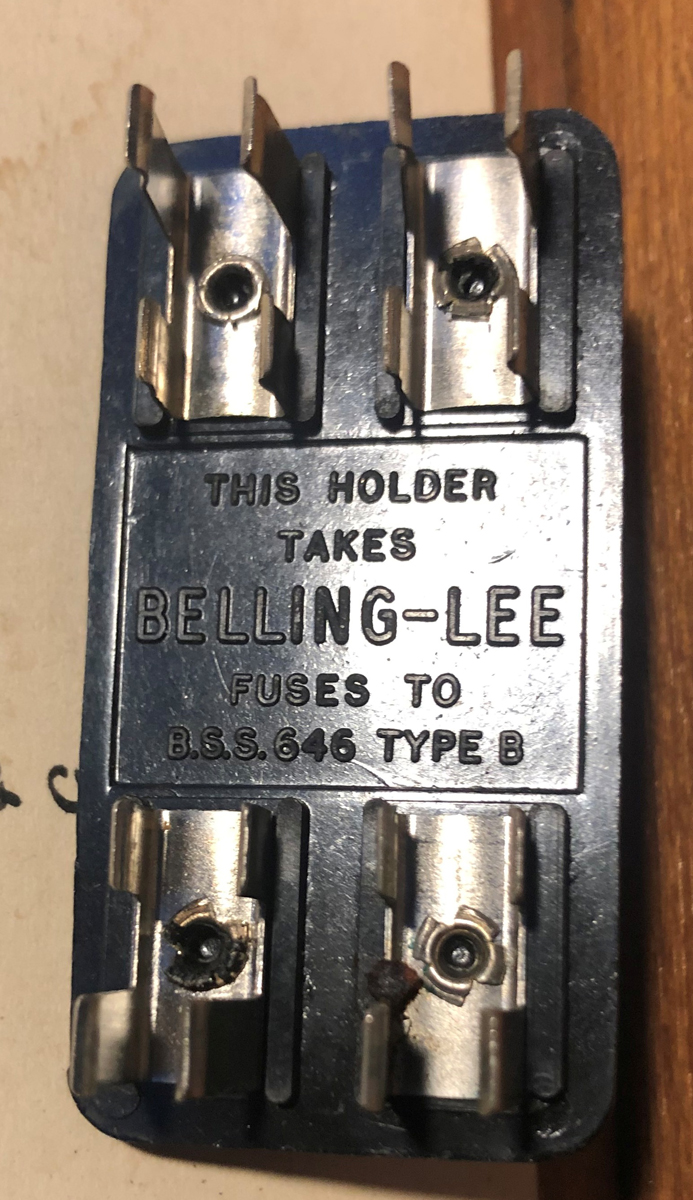 THIS HOLDER
TAKES
BELLING-LEE
FUSES TO
B.S.S. 646 TYPE B